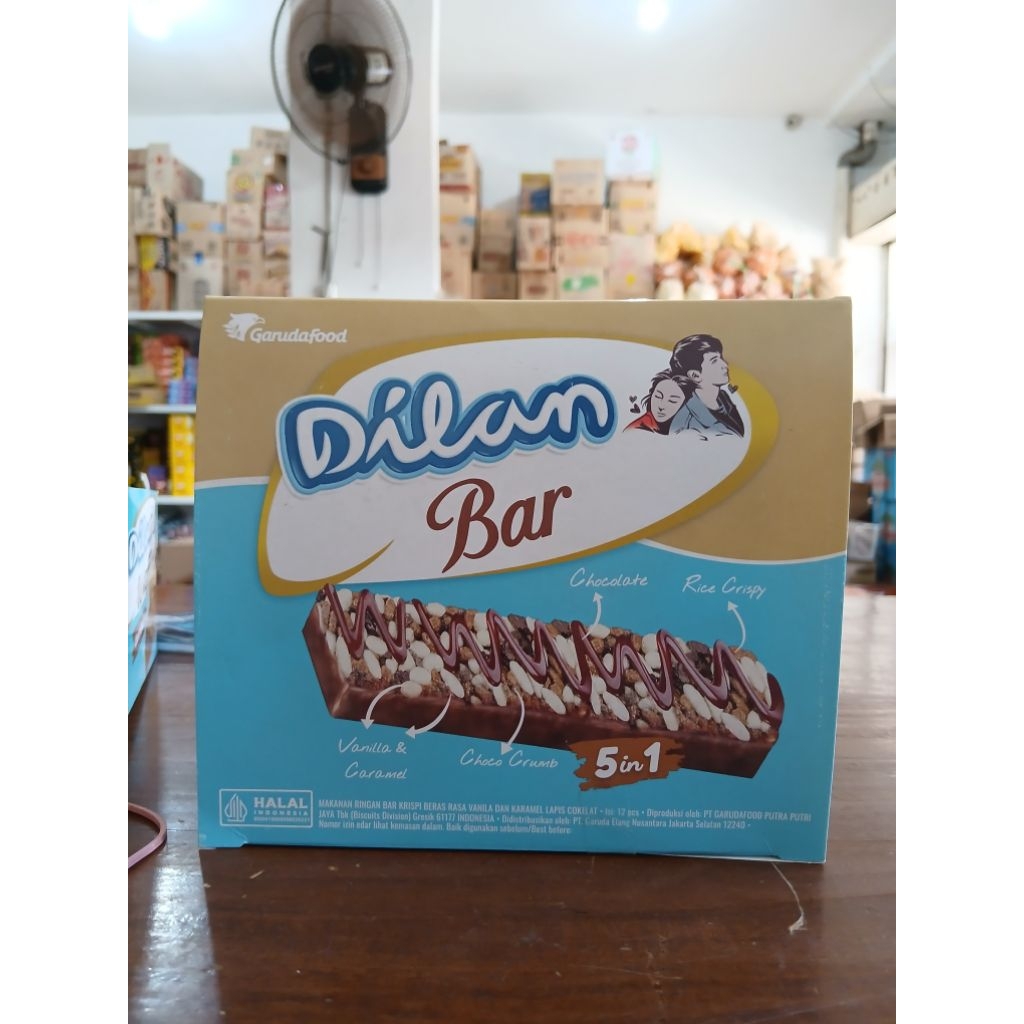 Garudafood
Dilan
Bar
Chocolate
Rice Crispy
Vanilla &
Caramel
Choco Crumb
5 in 1
HALAL
INDONESIA
MAKANAN RINGAN BAR KRISPI BERAS RASA VANILA DAN KARAMEL LAPIS COKELAT • Isi: 12 pcs • Diproduksi oleh: PT GARUDAFOOD PUTRA PUTRI
JAYA Tbk (Biscuits Division) Gresik 61177 INDONESIA • Didistribusikan oleh: PT. Garuda Elang Nusantara Jakarta Selatan 12240 •
Nomor izin edar lihat kemasan dalam. Baik digunakan sebelum/Best before: